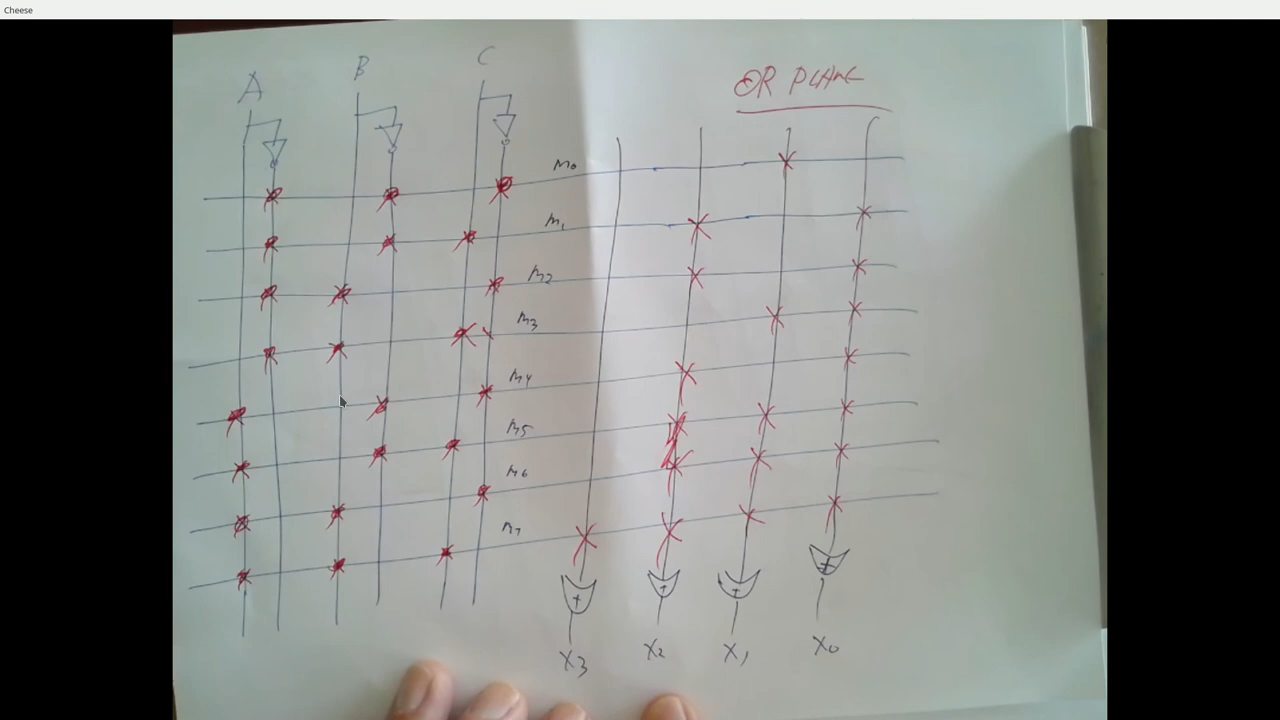 Cheese
A B C
OR PLANE
M0
M1
M2
M3
M4
M5
M6
M7
X3 X2 X1 X0